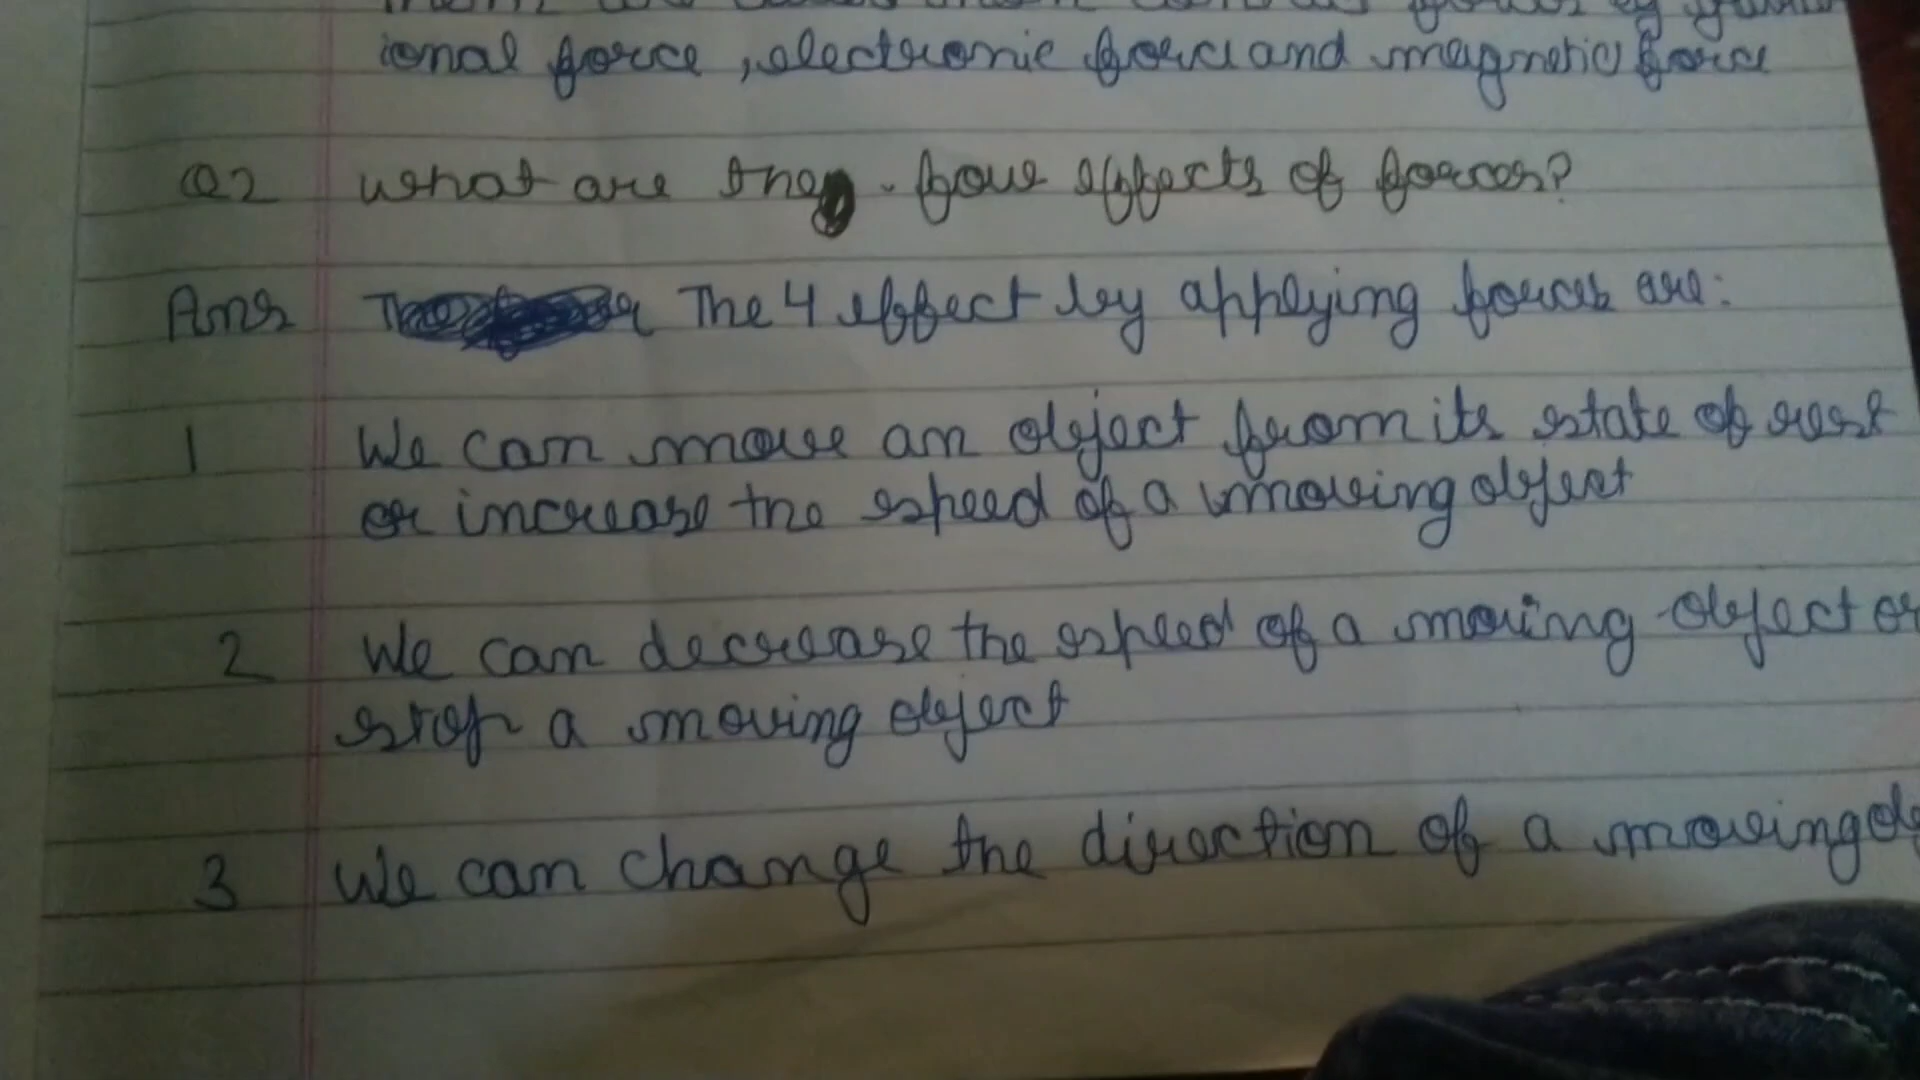 ional force, electronic force and magnetic force
Q2 what are the four effects of forces?
Ans The 4 effect by applying forces are:
1 We can move an object from its state of rest
or increase the speed of a moving object
2 We can decrease the speed of a moving object or
stop a moving object
3 We can change the direction of a moving ob